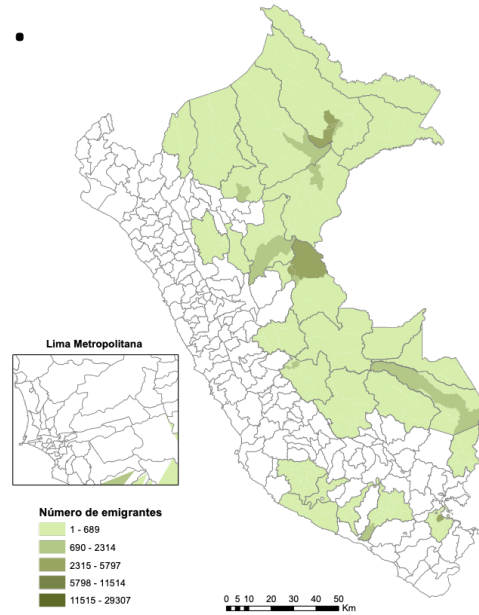 Lima Metropolitana
Número de emigrantes
1 - 689
690 - 2314
2315 - 5797
5798 - 11514
11515 - 29307
0 5 10 20 30 40 50
Km